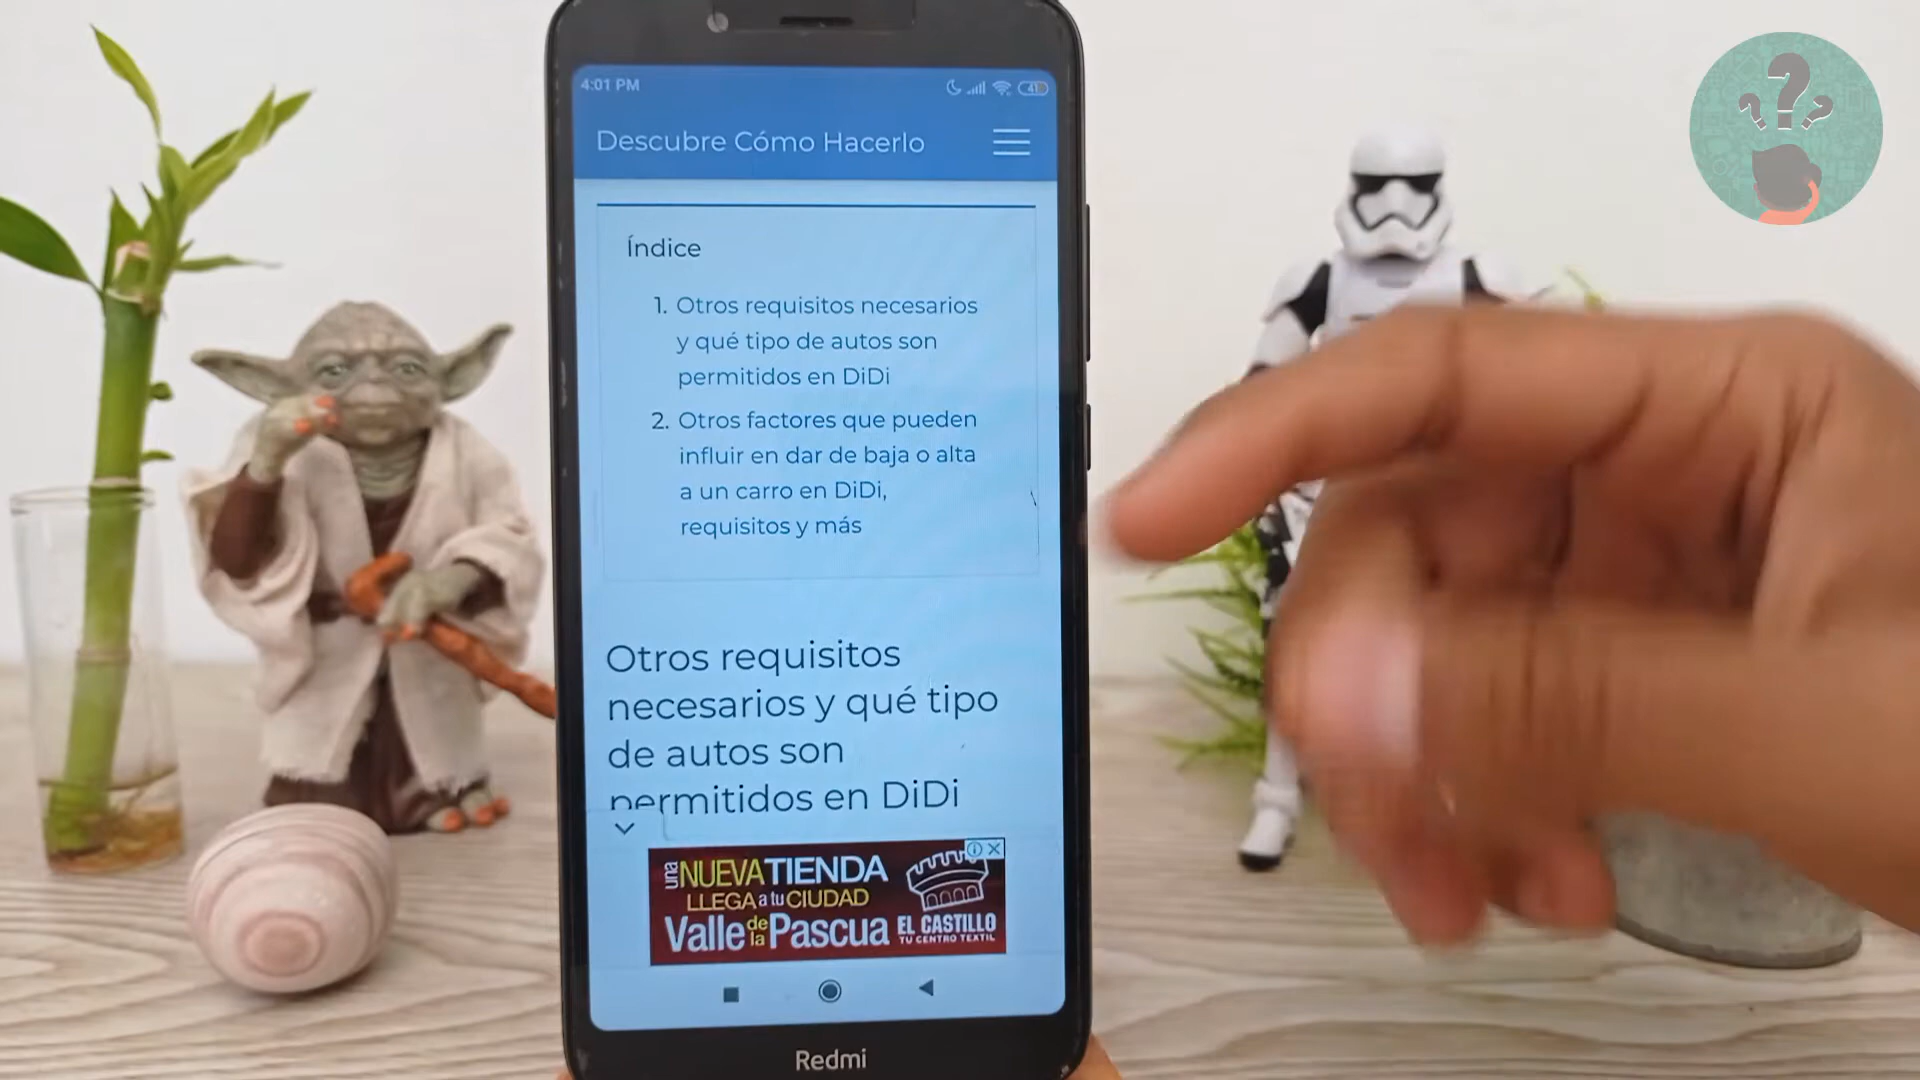 4:01 PM
41
Descubre Cómo Hacerlo
Índice
1. Otros requisitos necesarios
y qué tipo de autos son
permitidos en DiDi
2. Otros factores que pueden
influir en dar de baja o alta
a un carro en DiDi,
requisitos y más
Otros requisitos
necesarios y qué tipo
de autos son
permitidos en DiDi
una NUEVA TIENDA
LLEGA a tu CIUDAD
Valle de la Pascua
EL CASTILLO
TU CENTRO TEXTIL
Redmi
???